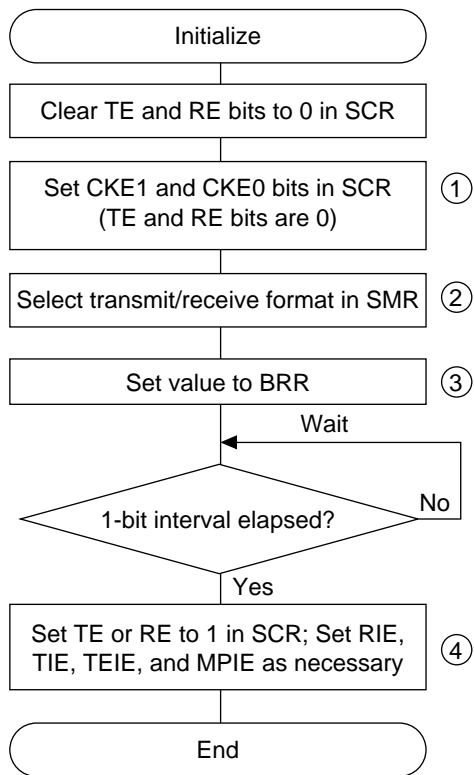 Initialize
Clear TE and RE bits to 0 in SCR
Set CKE1 and CKE0 bits in SCR
(TE and RE bits are 0)
1
Select transmit/receive format in SMR
2
Set value to BRR
3
Wait
1-bit interval elapsed?
No
Yes
Set TE or RE to 1 in SCR; Set RIE,
TIE, TEIE, and MPIE as necessary
4
End